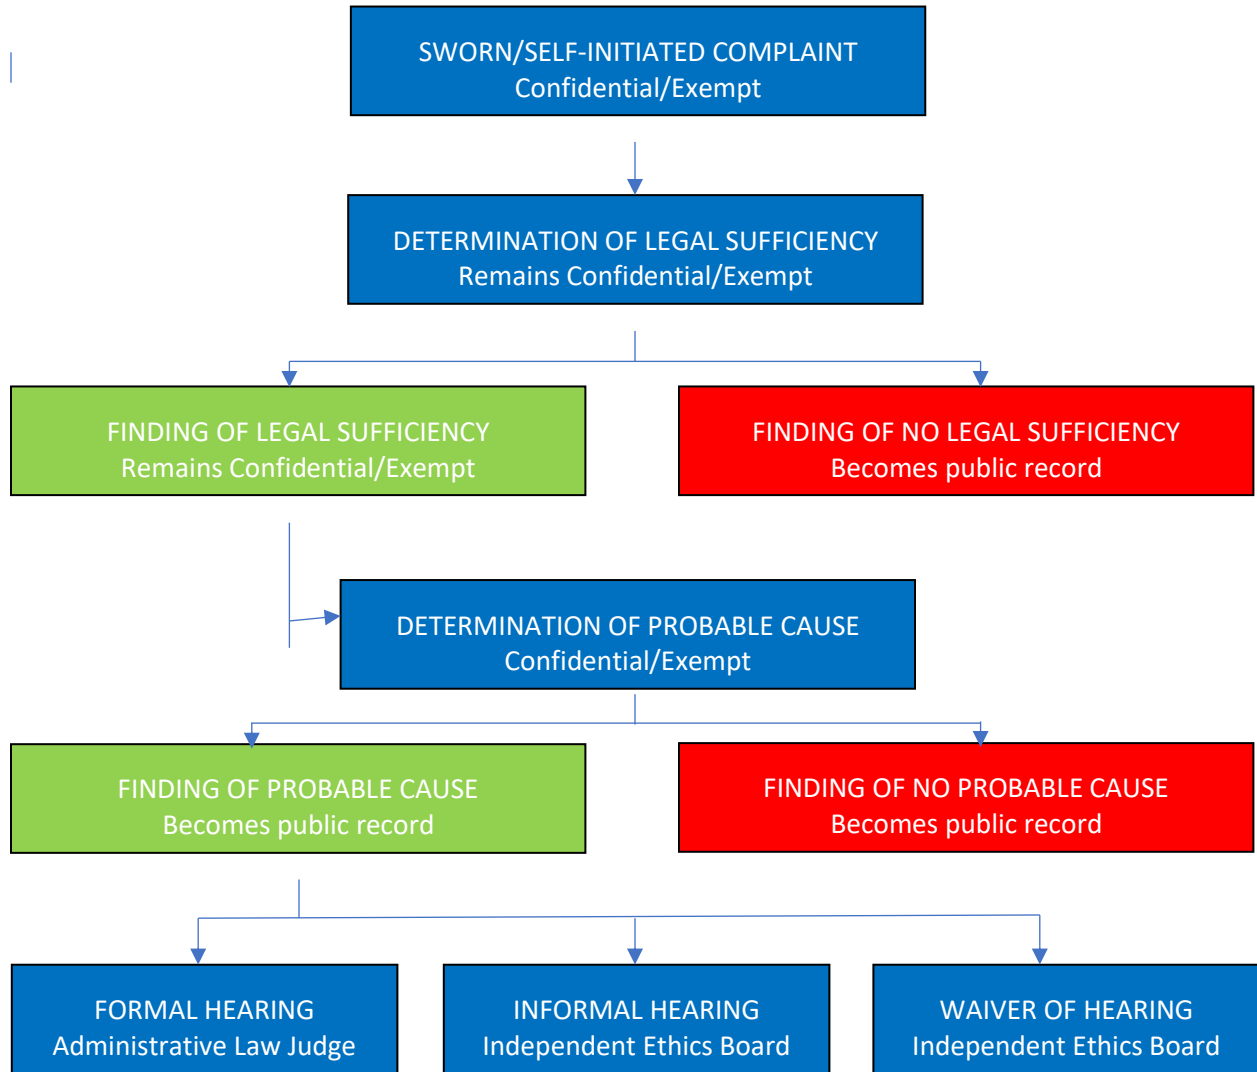 SWORN/SELF-INITIATED COMPLAINT
Confidential/Exempt
DETERMINATION OF LEGAL SUFFICIENCY
Remains Confidential/Exempt
FINDING OF LEGAL SUFFICIENCY
Remains Confidential/Exempt
FINDING OF NO LEGAL SUFFICIENCY
Becomes public record
DETERMINATION OF PROBABLE CAUSE
Confidential/Exempt
FINDING OF PROBABLE CAUSE
Becomes public record
FINDING OF NO PROBABLE CAUSE
Becomes public record
FORMAL HEARING
Administrative Law Judge
INFORMAL HEARING
Independent Ethics Board
WAIVER OF HEARING
Independent Ethics Board